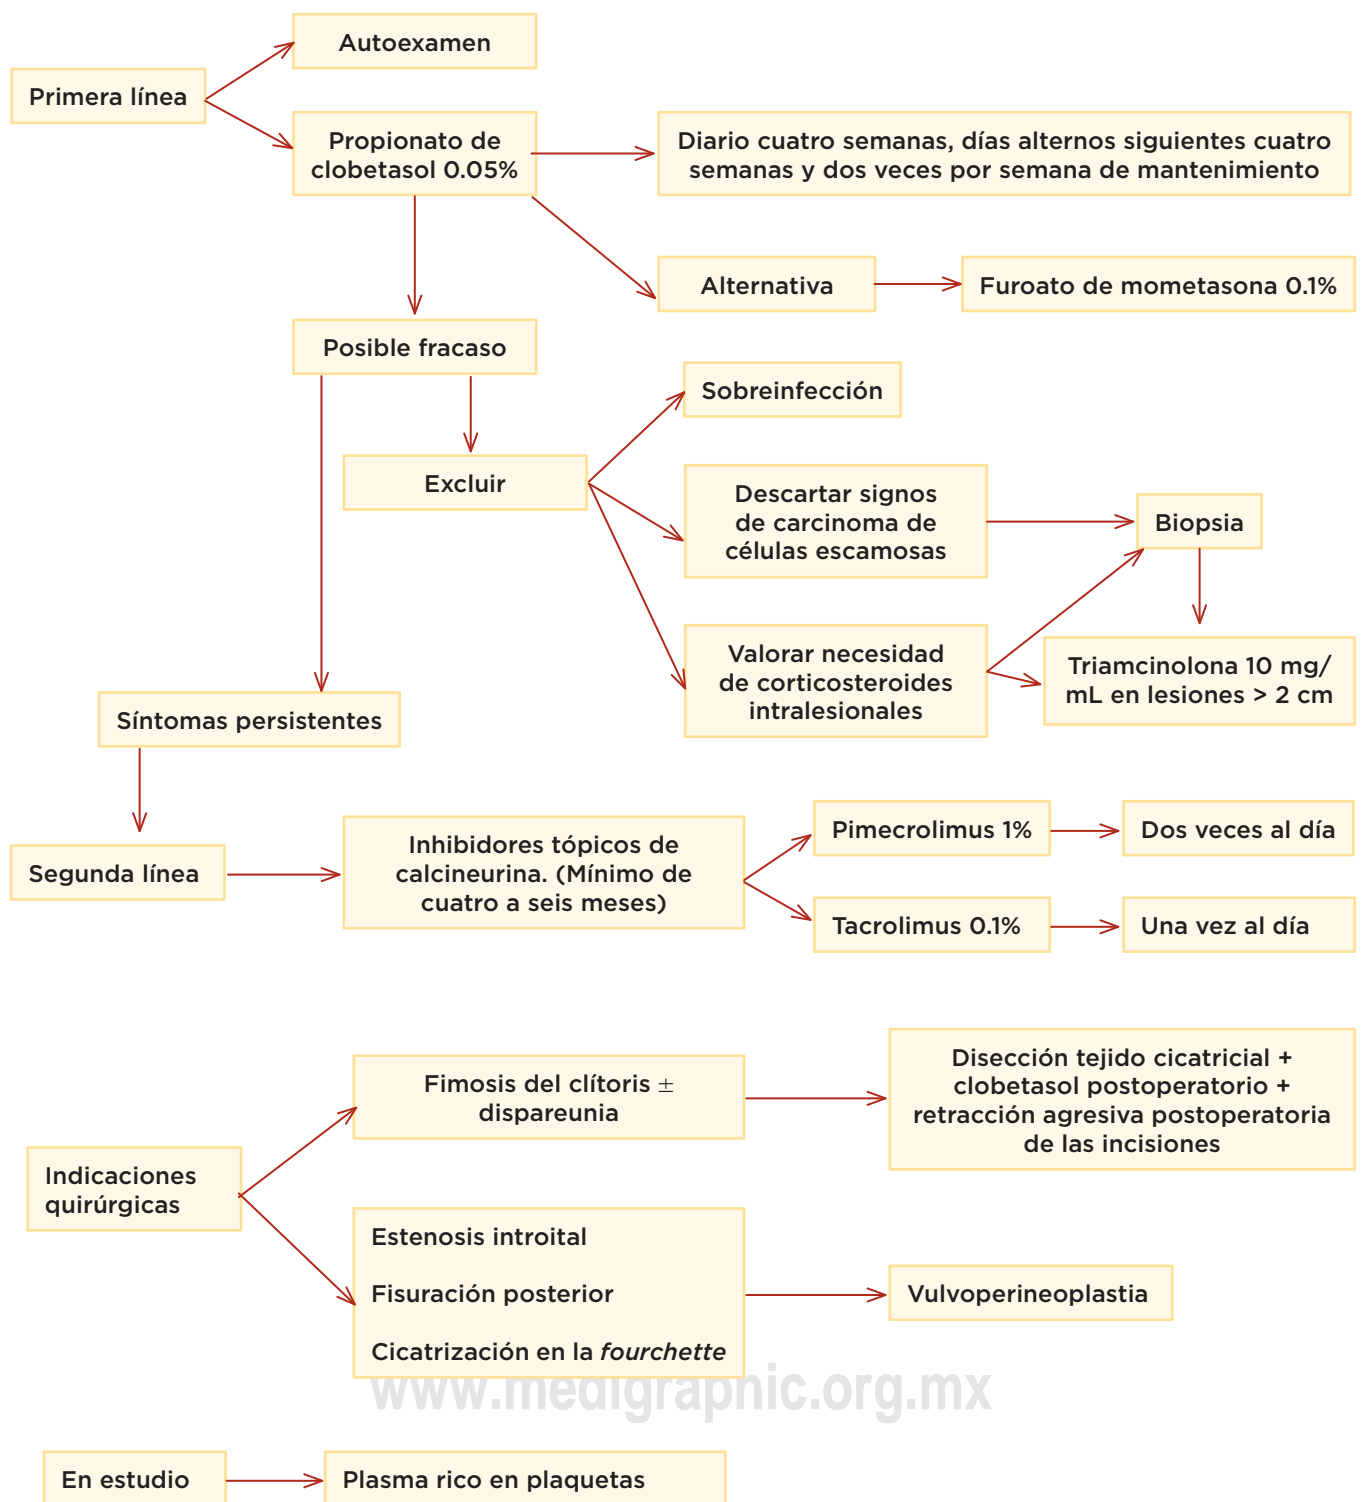 Autoexamen
Primera línea
Propionato de
clobetasol 0.05%
Diario cuatro semanas, días alternos siguientes cuatro
semanas y dos veces por semana de mantenimiento
Alternativa
Furoato de mometasona 0.1%
Posible fracaso
Sobreinfección
Excluir
Descartar signos
de carcinoma de
células escamosas
Biopsia
Valorar necesidad
de corticosteroides
intralesionales
Triamcinolona 10 mg/
mL en lesiones > 2 cm
Síntomas persistentes
Segunda línea
Inhibidores tópicos de
calcineurina. (Mínimo de
cuatro a seis meses)
Pimecrolimus 1%
Dos veces al día
Tacrolimus 0.1%
Una vez al día
Indicaciones
quirúrgicas
Fimosis del clítoris ±
dispareunia
Disección tejido cicatricial +
clobetasol postoperatorio +
retracción agresiva postoperatoria
de las incisiones
Estenosis introital
Fisuración posterior
Cicatrización en la fourchette
Vulvoperineoplastia
www.medigraphic.org.mx
En estudio
Plasma rico en plaquetas